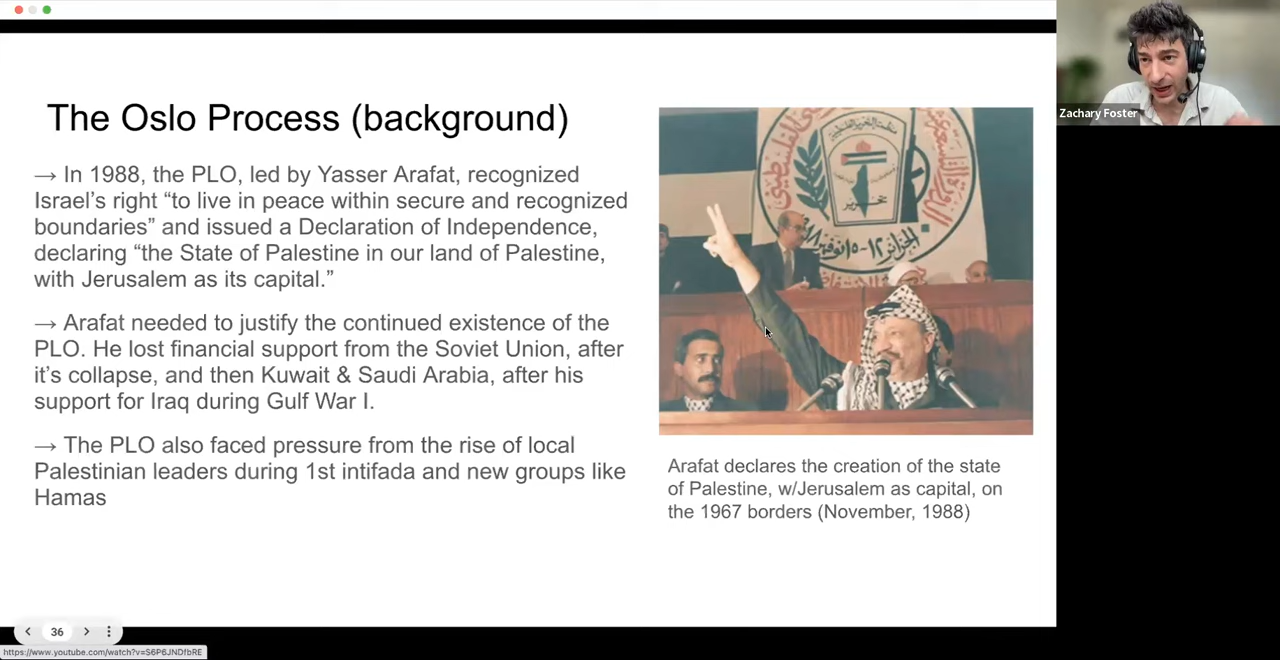 Zachary Foster
The Oslo Process (background)
→ In 1988, the PLO, led by Yasser Arafat, recognized
Israel’s right “to live in peace within secure and recognized
boundaries” and issued a Declaration of Independence,
declaring “the State of Palestine in our land of Palestine,
with Jerusalem as its capital.”
→ Arafat needed to justify the continued existence of the
PLO. He lost financial support from the Soviet Union, after
it’s collapse, and then Kuwait & Saudi Arabia, after his
support for Iraq during Gulf War I.
→ The PLO also faced pressure from the rise of local
Palestinian leaders during 1st intifada and new groups like
Hamas
منظمة التحرير الفلسطينية
Arafat declares the creation of the state
of Palestine, w/Jerusalem as capital, on
the 1967 borders (November, 1988)
36
https://www.youtube.com/watch?v=S6P6JNDfbRE